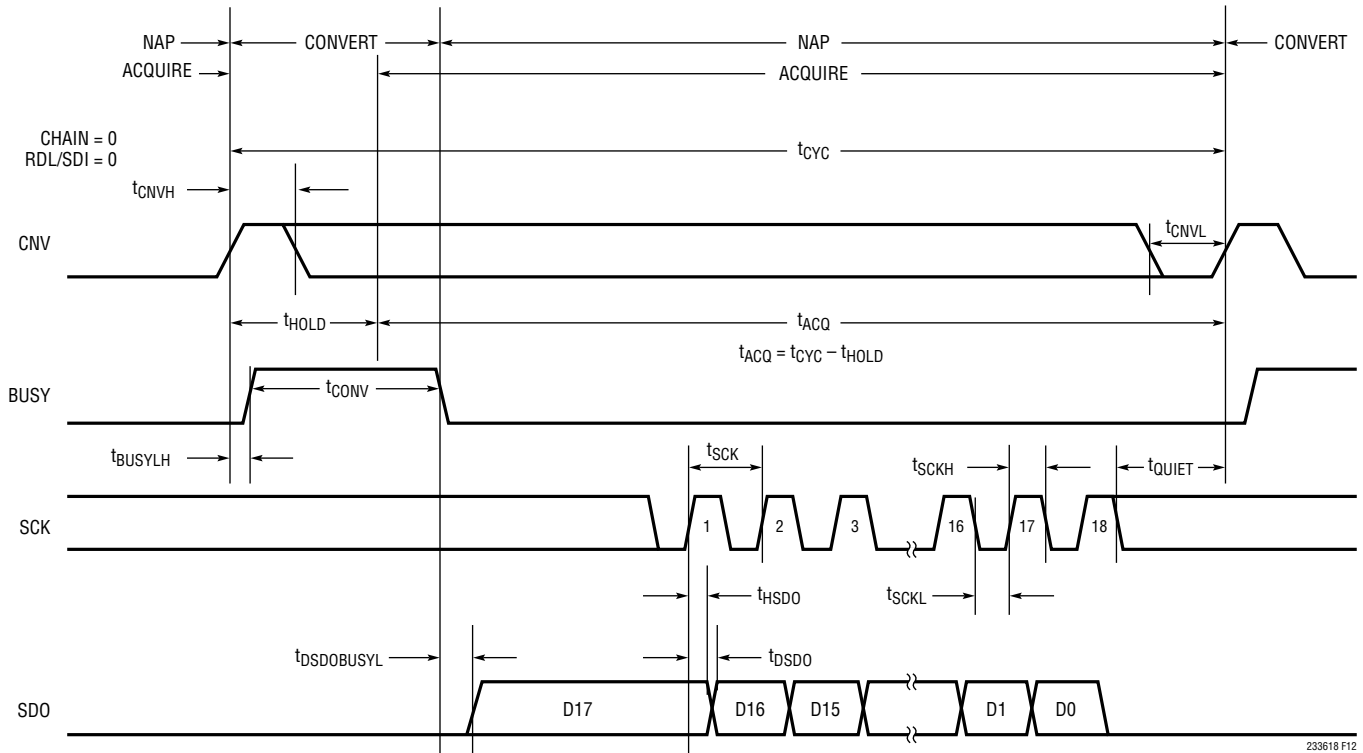 NAP CONVERT NAP CONVERT
ACQUIRE ACQUIRE
CHAIN = 0
RDL/SDI = 0
tCYC
tCNVH
CNV
tCNVL
tHOLD tACQ
tACQ = tCYC – tHOLD
BUSY
tCONV
tBUSYLH
tSCK tSCKH tQUIET
SCK
1 2 3 16 17 18
tHSDO tSCKL
tDSDOBUSYL tDSDO
SDO
D17 D16 D15 D1 D0
233618 F12